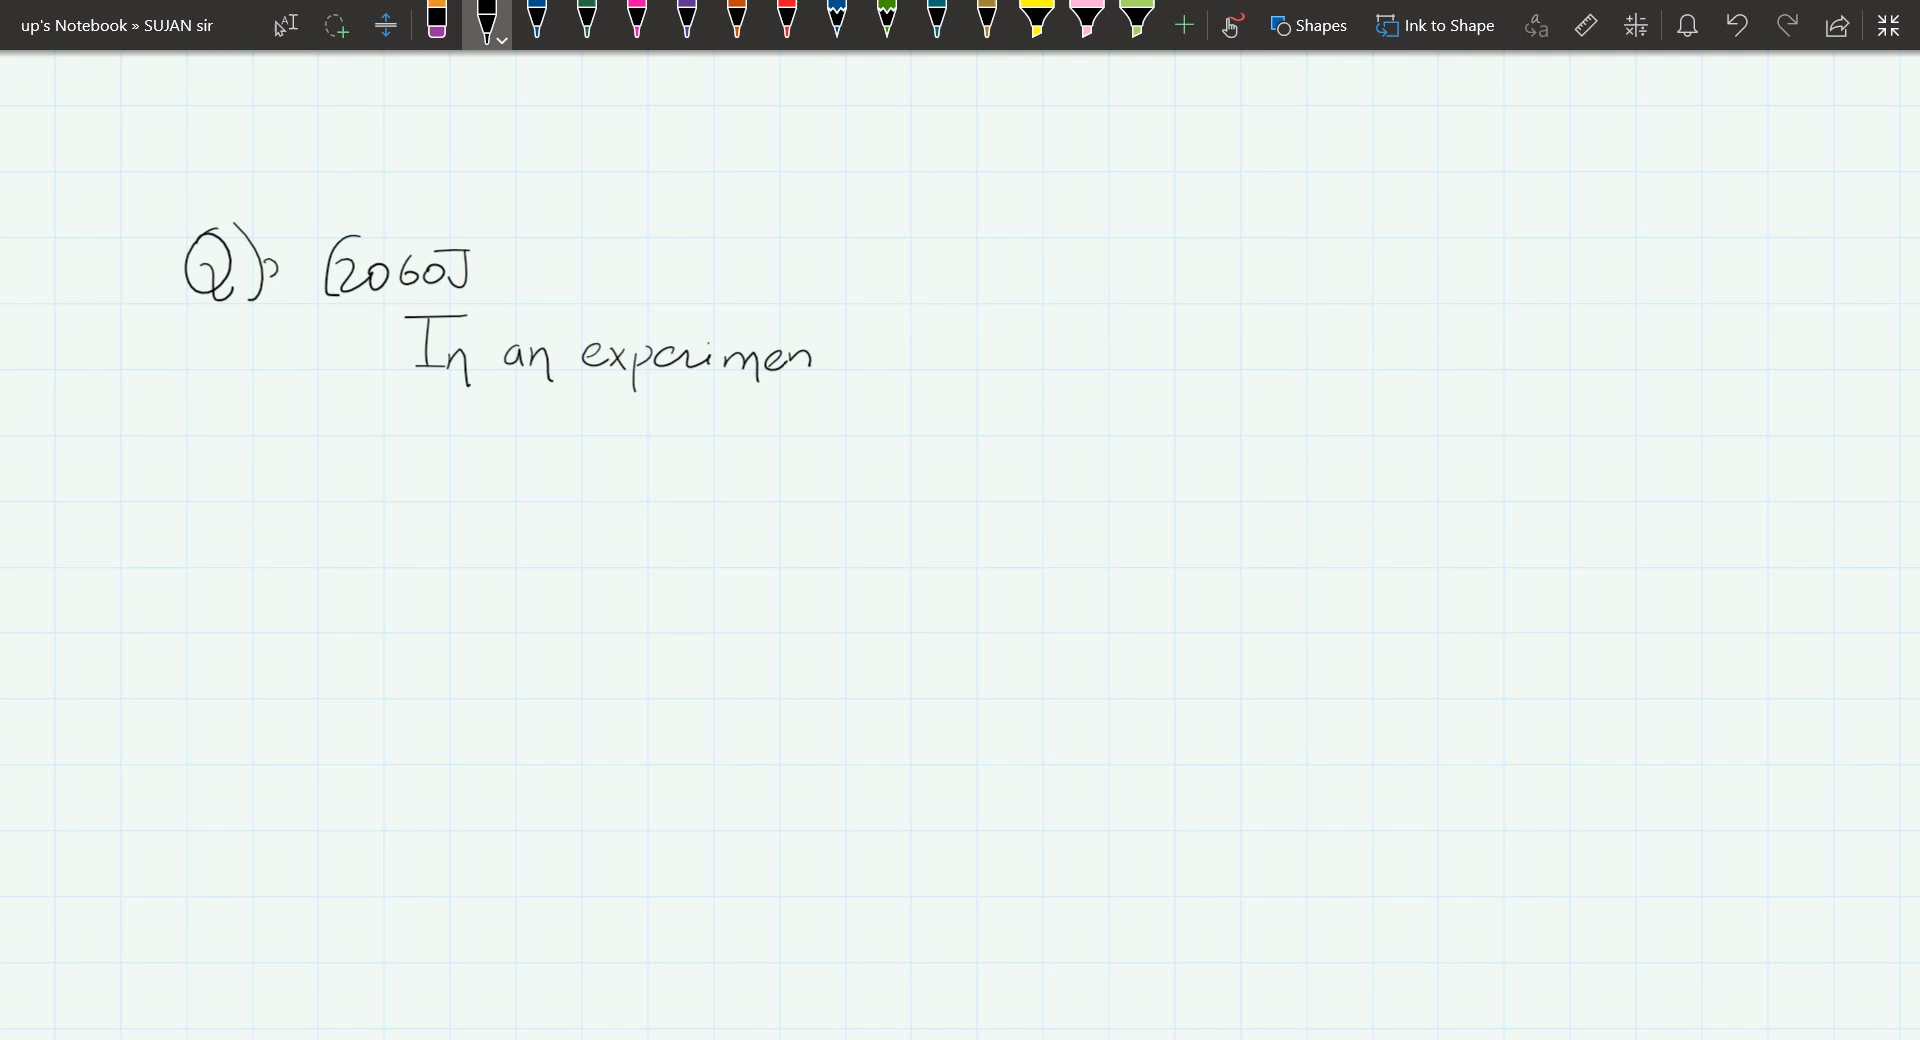 up's Notebook » SUJAN sir
Shapes
Ink to Shape
Q): [2060]
In an experimen